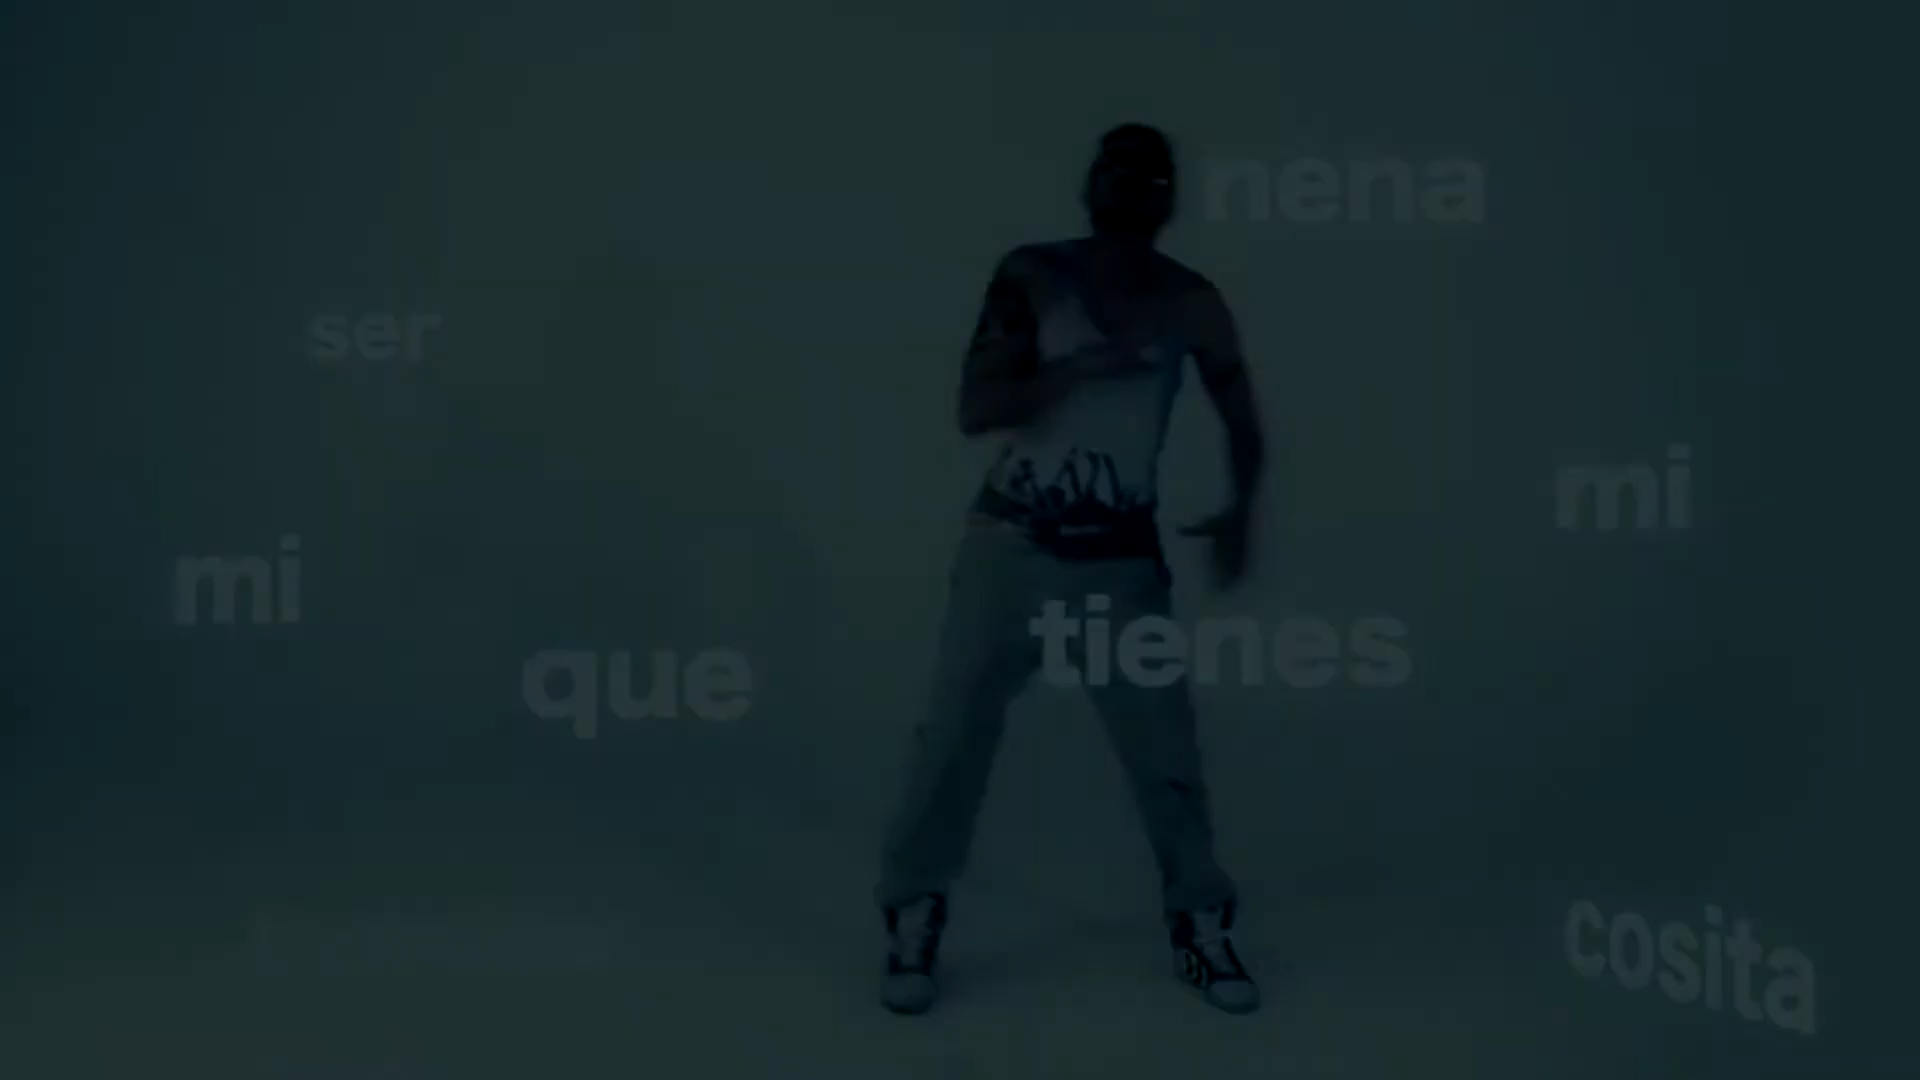 nena
ser
mi
mi
que
tienes
cosita